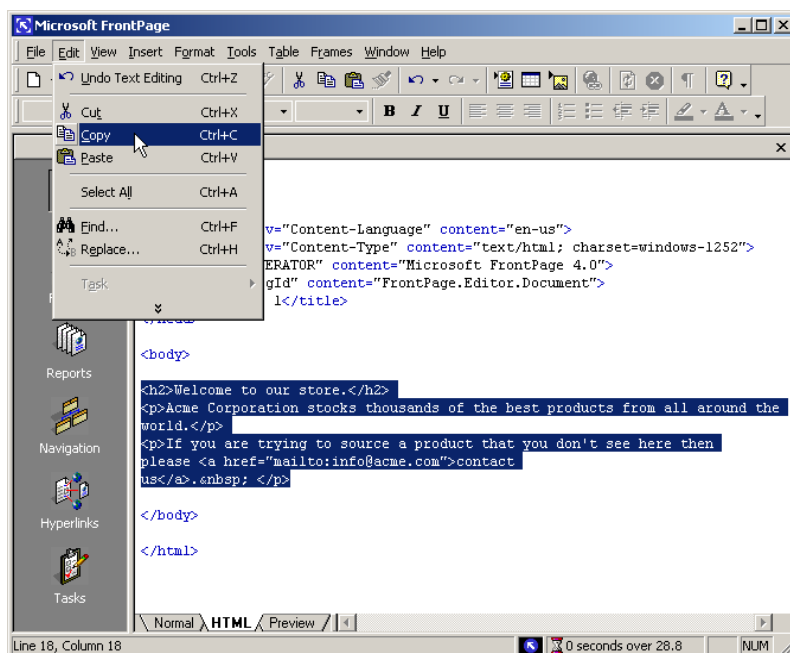 Microsoft FrontPage
File Edit View Insert Format Tools Table Frames Window Help
Undo Text Editing Ctrl+Z
B I U
Cut Ctrl+X
Copy Ctrl+C
Paste Ctrl+V
Select All Ctrl+A
Find... Ctrl+F
Replace... Ctrl+H
Task
v="Content-Language" content="en-us">
v="Content-Type" content="text/html; charset=windows-1252">
ERATOR" content="Microsoft FrontPage 4.0">
gId" content="FrontPage.Editor.Document">
l</title>
</head>
<body>
<h2>Welcome to our store.</h2>
<p>Acme Corporation stocks thousands of the best products from all around the
world.</p>
<p>If you are trying to source a product that you don't see here then
please <a href="mailto:info@acme.com">contact
us</a>.&nbsp; </p>
</body>
</html>
Reports
Navigation
Hyperlinks
Tasks
Normal HTML Preview
Line 18, Column 18
0 seconds over 28.8
NUM